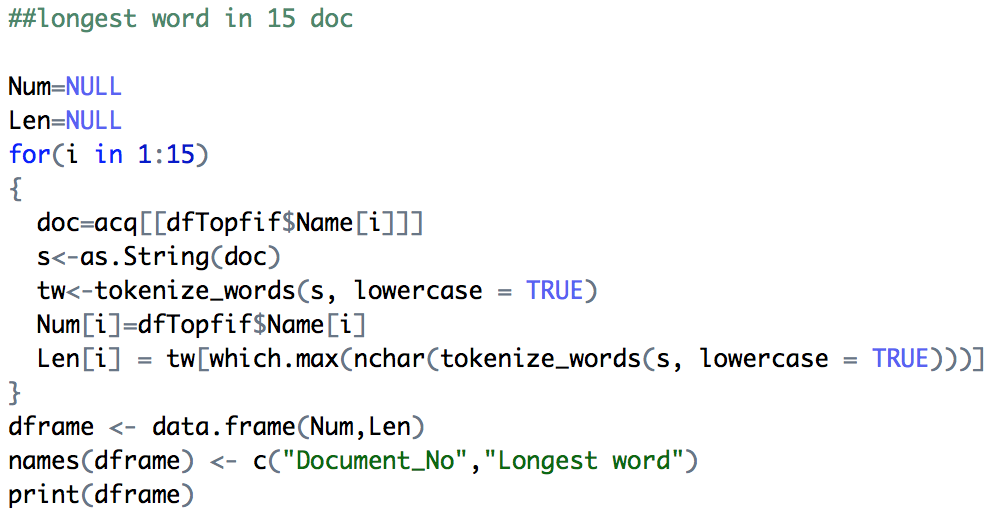 ##longest word in 15 doc
Num=NULL
Len=NULL
for(i in 1:15)
{
  doc=acq[[dfTopfif$Name[i]]]
  s<-as.String(doc)
  tw<-tokenize_words(s, lowercase = TRUE)
  Num[i]=dfTopfif$Name[i]
  Len[i] = tw[which.max(nchar(tokenize_words(s, lowercase = TRUE)))]
}
dframe <- data.frame(Num,Len)
names(dframe) <- c("Document_No","Longest word")
print(dframe)